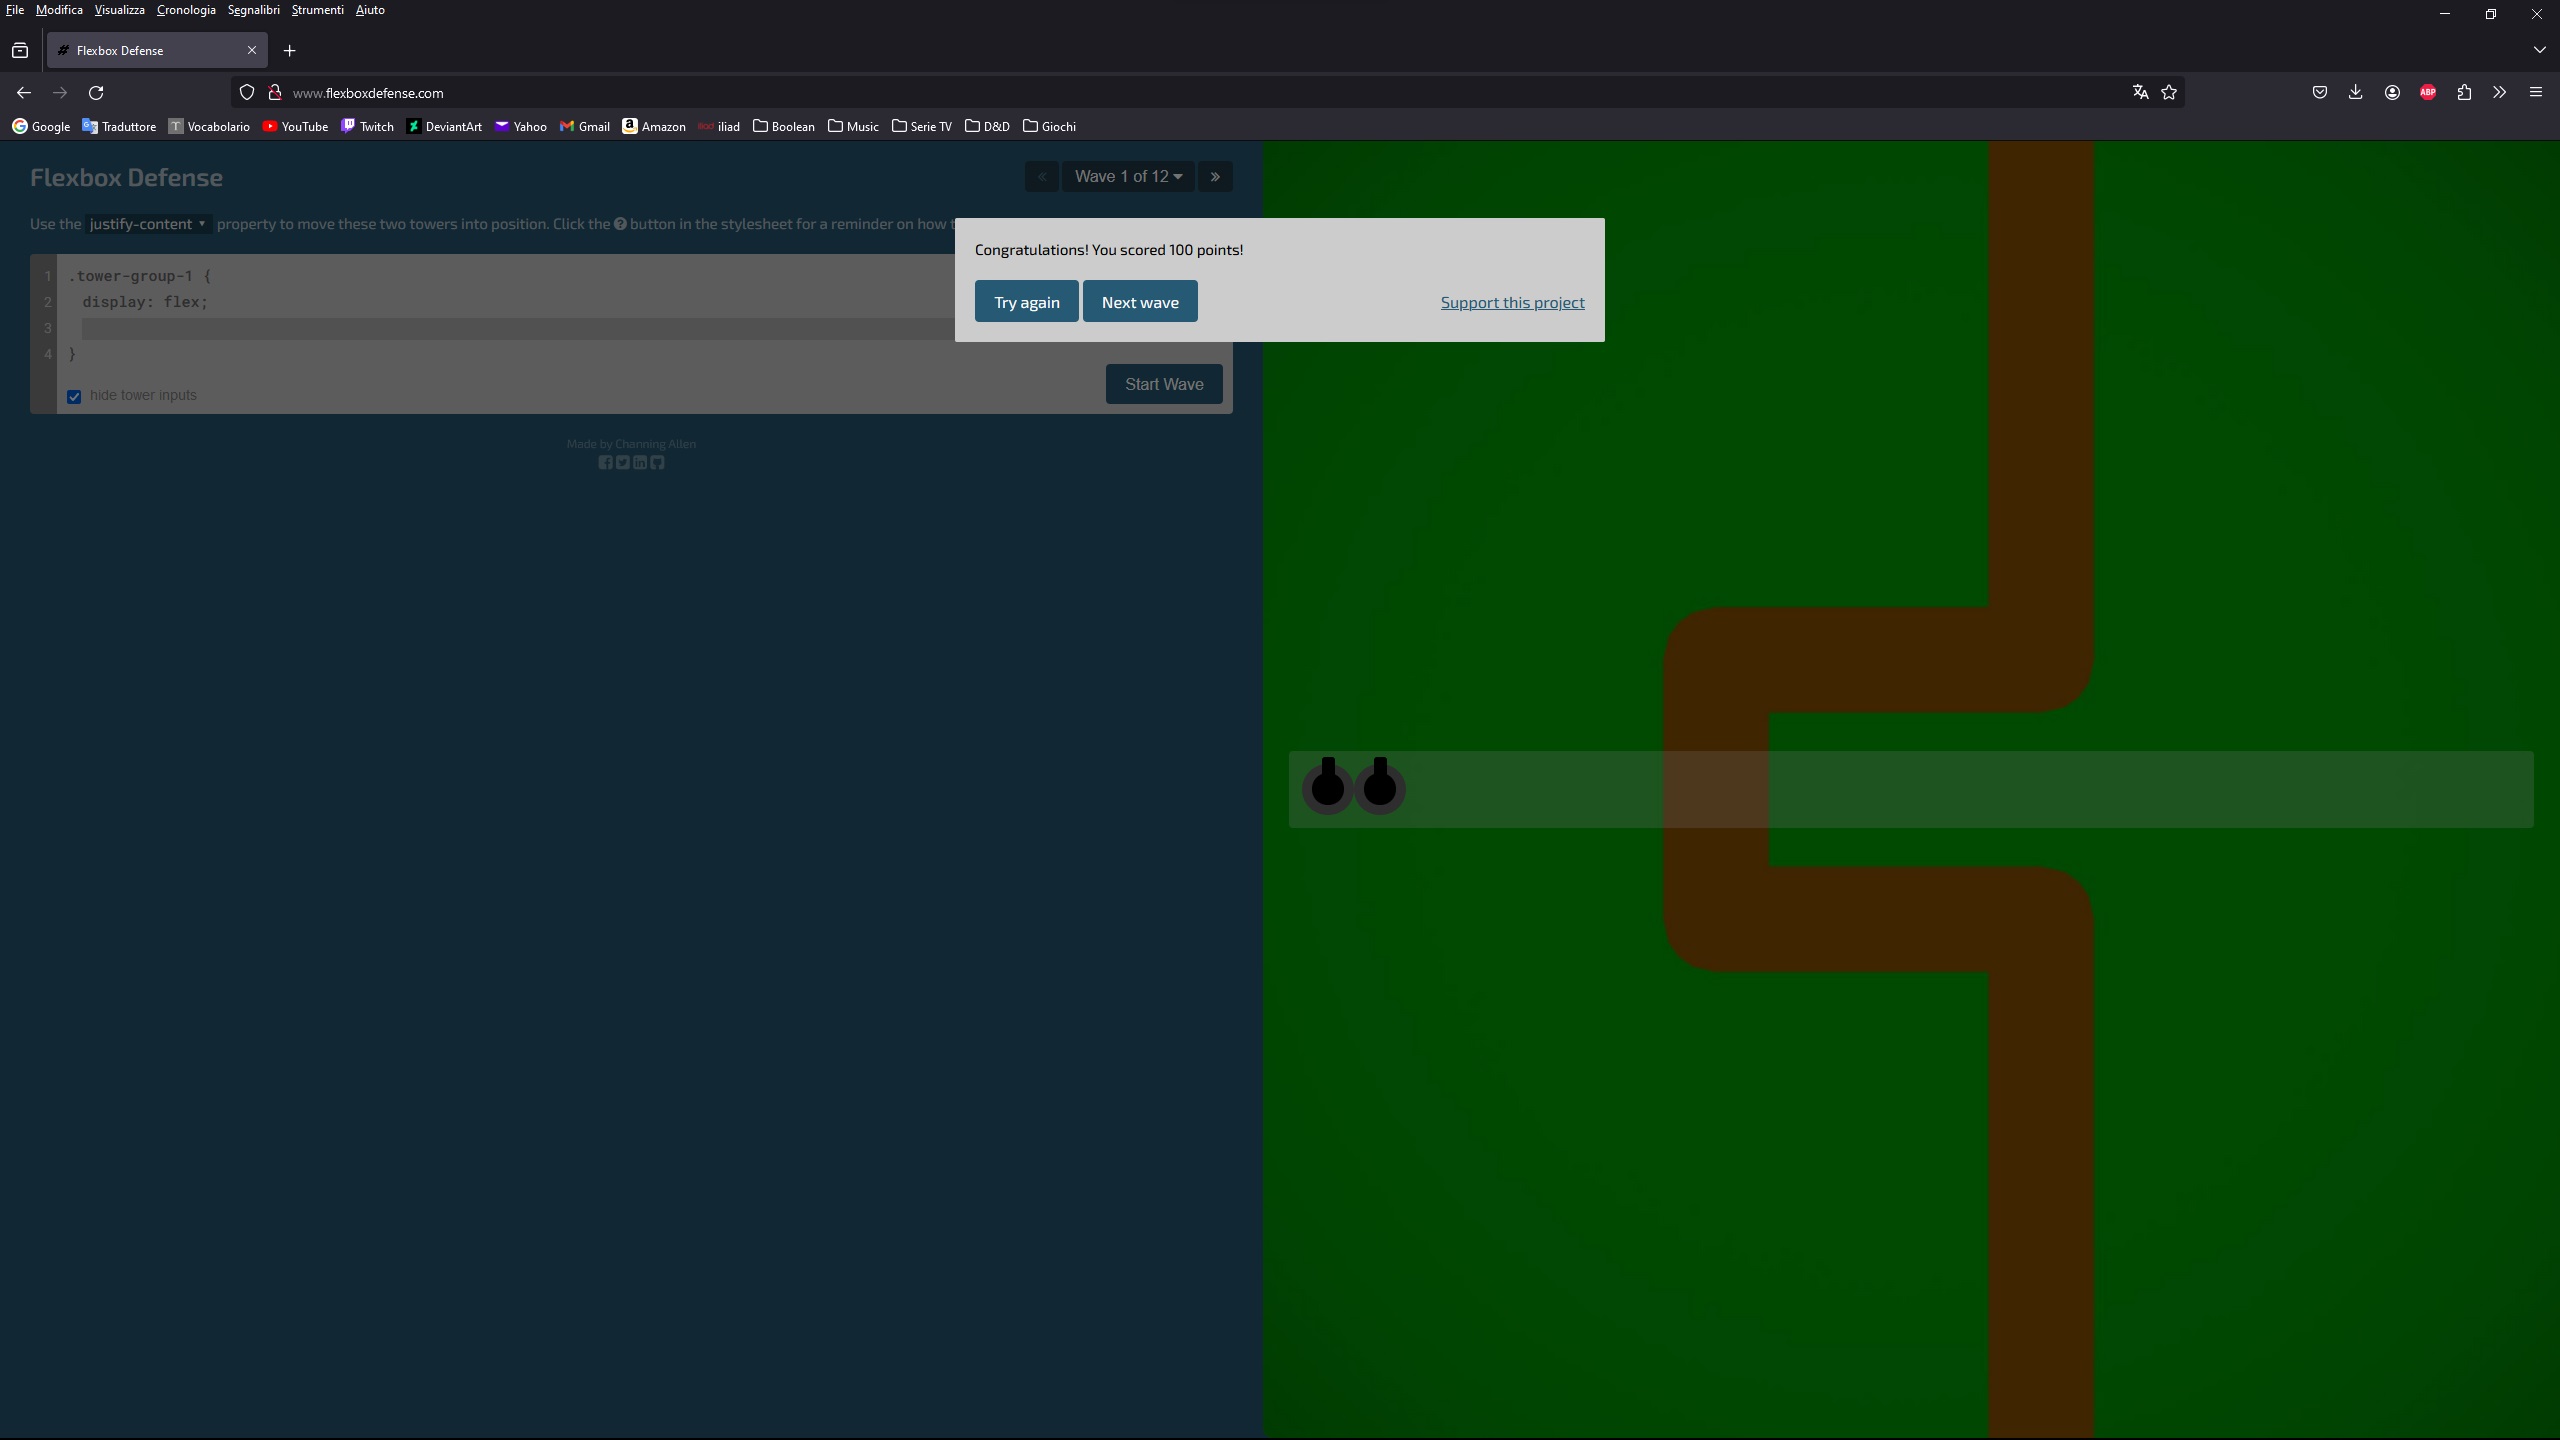 File Modifica Visualizza Cronologia Segnalibri Strumenti Aiuto
Flexbox Defense
www.flexboxdefense.com
ABP
Google Traduttore Vocabolario YouTube Twitch DeviantArt Yahoo Gmail Amazon iliad Boolean Music Serie TV D&D Giochi
Flexbox Defense
« Wave 1 of 12 »
Use the justify-content property to move these two towers into position. Click the button in the stylesheet for a reminder on how
Congratulations! You scored 100 points!
Try again Next wave Support this project
1 .tower-group-1 {
2 display: flex;
3
4 }
hide tower inputs
Start Wave
Made by Channing Allen